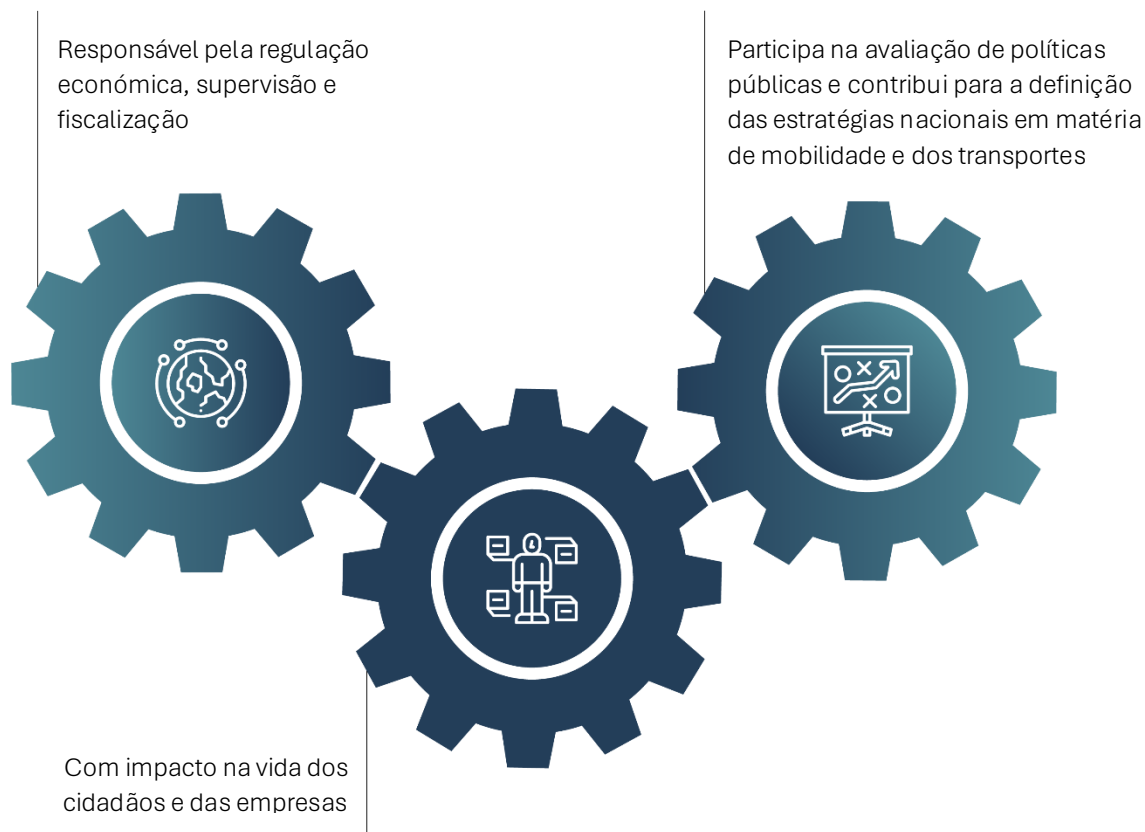 Responsável pela regulação
económica, supervisão e
fiscalização
Participa na avaliação de políticas
públicas e contribui para a definição
das estratégias nacionais em matéria
de mobilidade e dos transportes
Com impacto na vida dos
cidadãos e das empresas